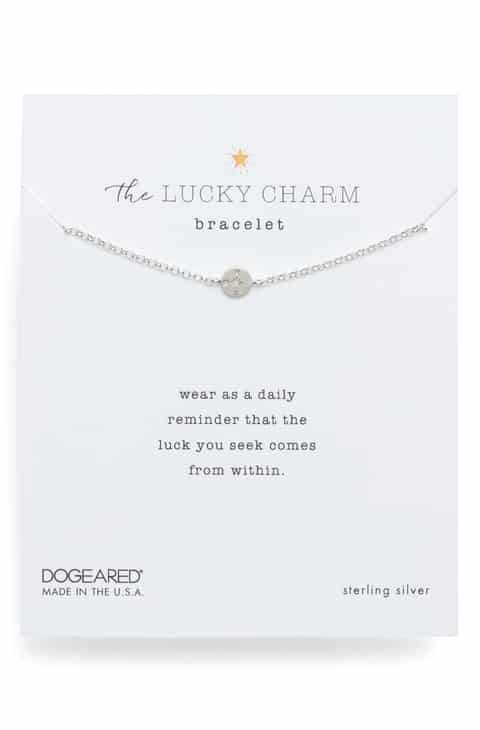 the LUCKY CHARM
bracelet
wear as a daily
reminder that the
luck you seek comes
from within.
DOGEARED®
MADE IN THE U.S.A.
sterling silver